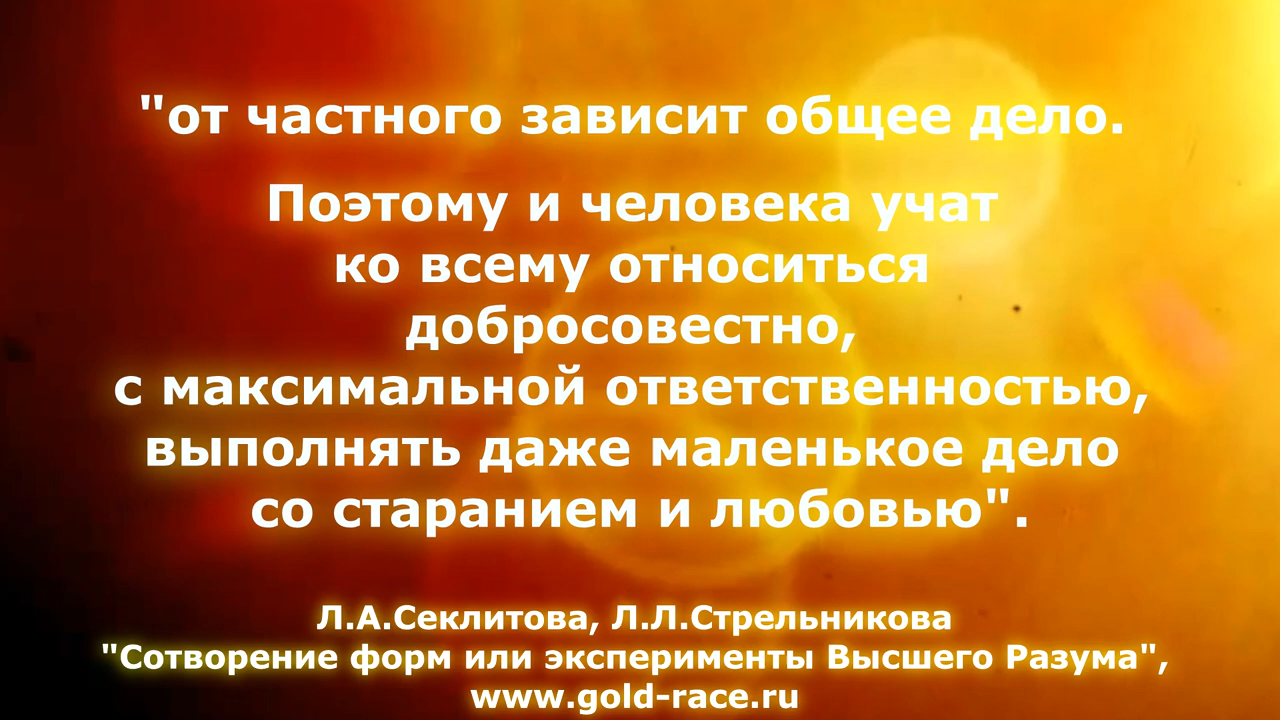 "от частного зависит общее дело.
Поэтому и человека учат
ко всему относиться
добросовестно,
с максимальной ответственностью,
выполнять даже маленькое дело
со старанием и любовью".
Л.А.Секлитова, Л.Л.Стрельникова
"Сотворение форм или эксперименты Высшего Разума",
www.gold-race.ru